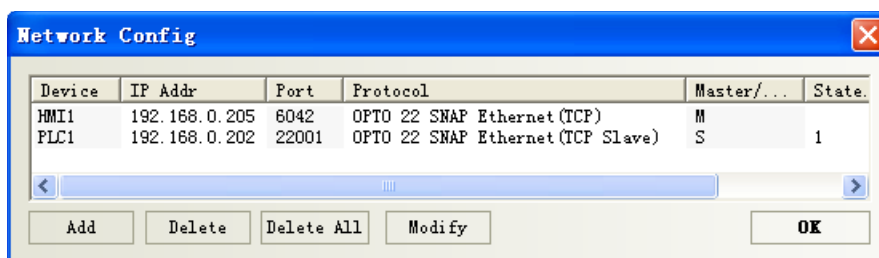 Network Config
Device IP Addr Port Protocol Master/... State.
HMI1 192.168.0.205 6042 OPTO 22 SNAP Ethernet(TCP) M
PLC1 192.168.0.202 22001 OPTO 22 SNAP Ethernet(TCP Slave) S 1
Add Delete Delete All Modify OK